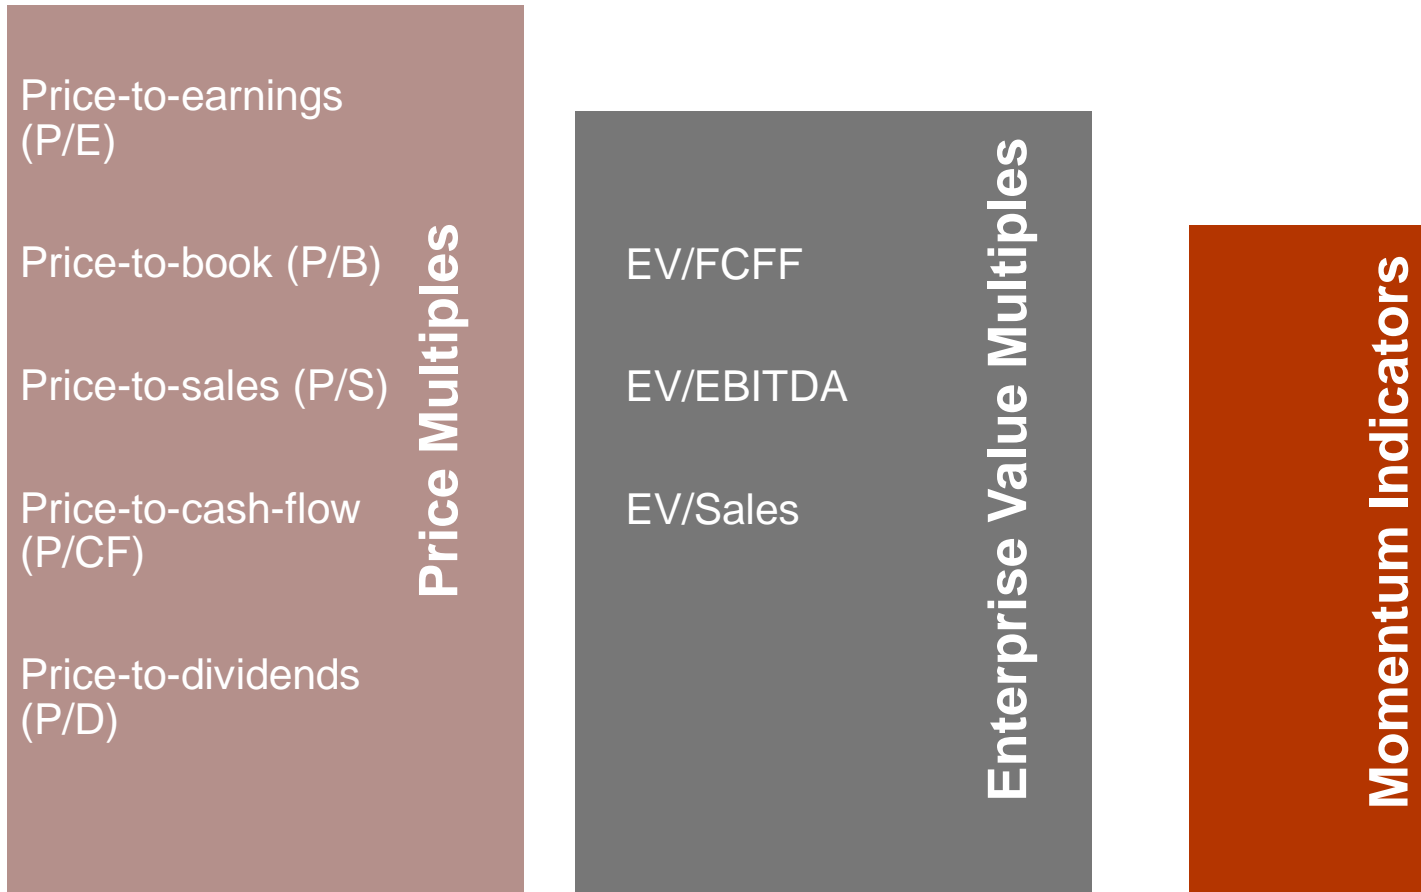 Price-to-earnings
(P/E)
Price-to-book (P/B)
Price-to-sales (P/S)
Price-to-cash-flow
(P/CF)
Price-to-dividends
(P/D)
Price Multiples
EV/FCFF
EV/EBITDA
EV/Sales
Enterprise Value Multiples
Momentum Indicators